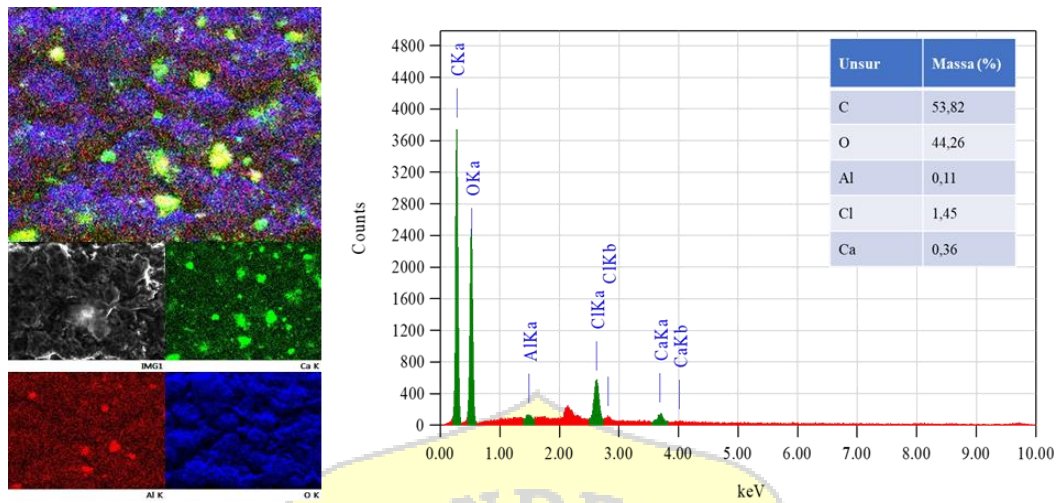 IMG1
Ca K
Al K
O K
Counts
4800
4400
4000
3600
3200
2800
2400
2000
1600
1200
800
400
0
CKa
OKa
AlKa
ClKa
ClKb
CaKa
CaKb
0.00 1.00 2.00 3.00 4.00 5.00 6.00 7.00 8.00 9.00 10.00
keV
Unsur Massa (%)
C 53,82
O 44,26
Al 0,11
Cl 1,45
Ca 0,36